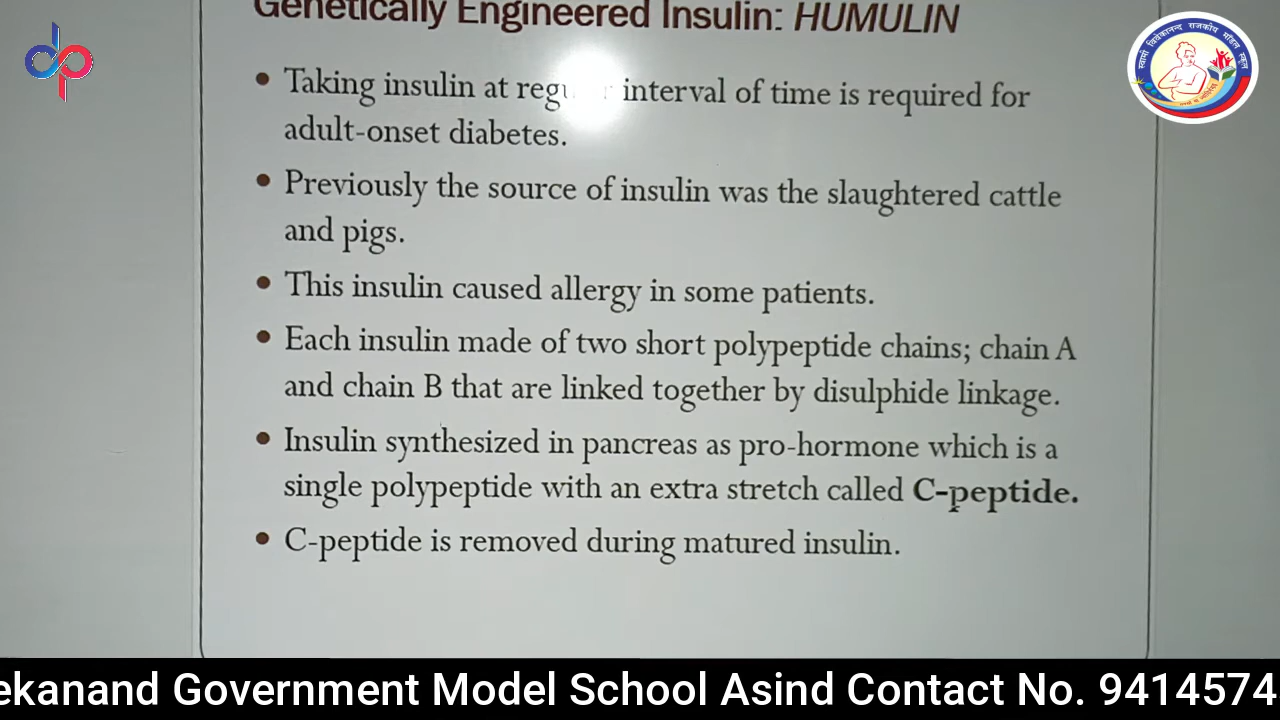 Genetically Engineered Insulin: HUMULIN
• Taking insulin at interval of time is required for
adult-onset diabetes.
• Previously the source of insulin was the slaughtered cattle
and pigs.
• This insulin caused allergy in some patients.
• Each insulin made of two short polypeptide chains; chain A
and chain B that are linked together by disulphide linkage.
• Insulin synthesized in pancreas as pro-hormone which is a
single polypeptide with an extra stretch called C-peptide.
• C-peptide is removed during matured insulin.
dp
स्वामी विवेकानन्द राजकीय मॉडल स्कूल
ekanand Government Model School Asind Contact No. 9414574